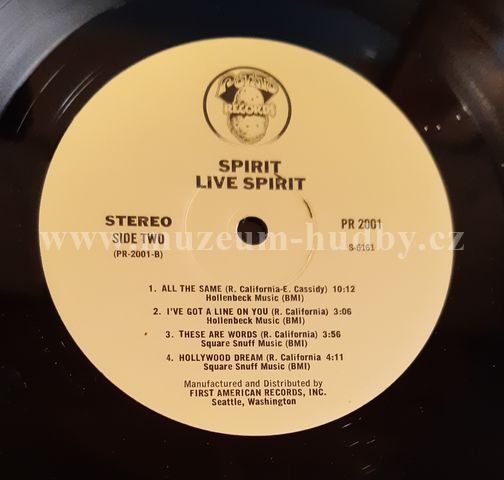 POTATO
RECORDS
SPIRIT
LIVE SPIRIT
STEREO
SIDE TWO
(PR-2001-B)
PR 2001
S-0161
www.muzeum-hudby.cz
1. ALL THE SAME (R. California-E. Cassidy) 10:12
Hollenbeck Music (BMI)
2. I'VE GOT A LINE ON YOU (R. California) 3:06
Hollenbeck Music (BMI)
3. THESE ARE WORDS (R. California) 3:56
Square Snuff Music (BMI)
4. HOLLYWOOD DREAM (R. California 4:11
Square Snuff Music (BMI)
Manufactured and Distributed by
FIRST AMERICAN RECORDS, INC.
Seattle, Washington